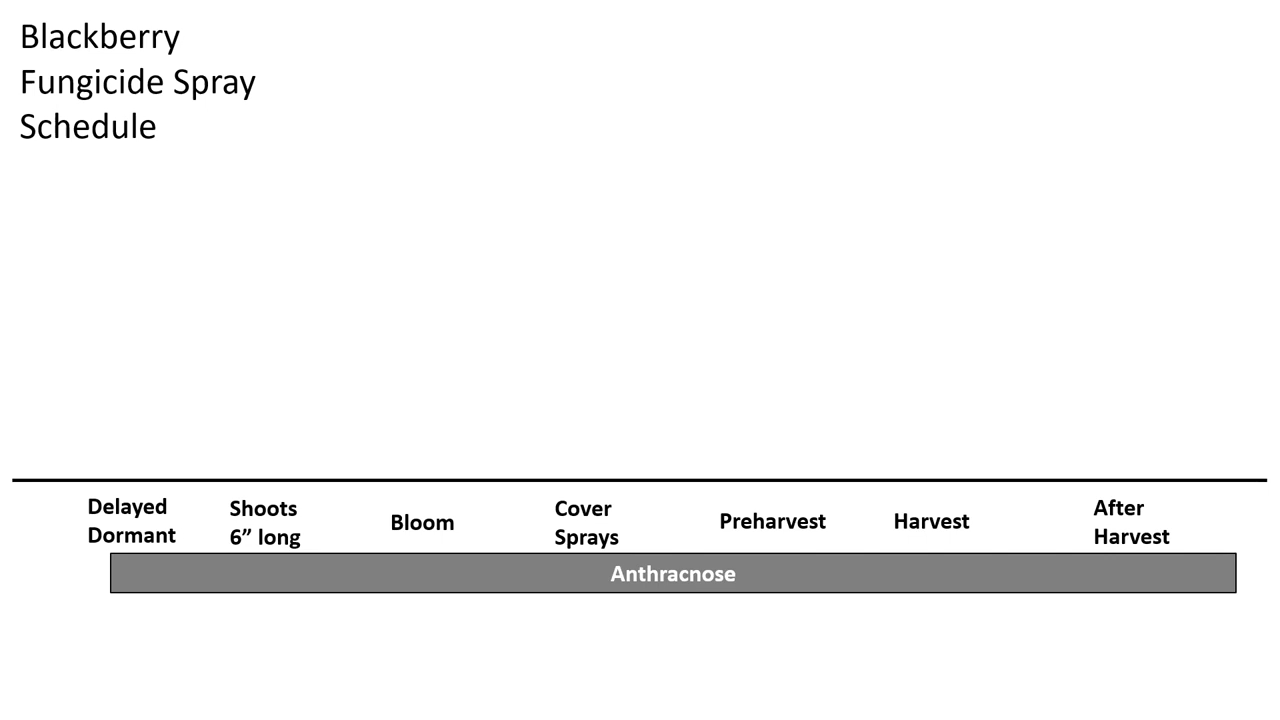 Blackberry
Fungicide Spray
Schedule
Delayed
Dormant
Shoots
6” long
Bloom
Cover
Sprays
Preharvest
Harvest
After
Harvest
Anthracnose